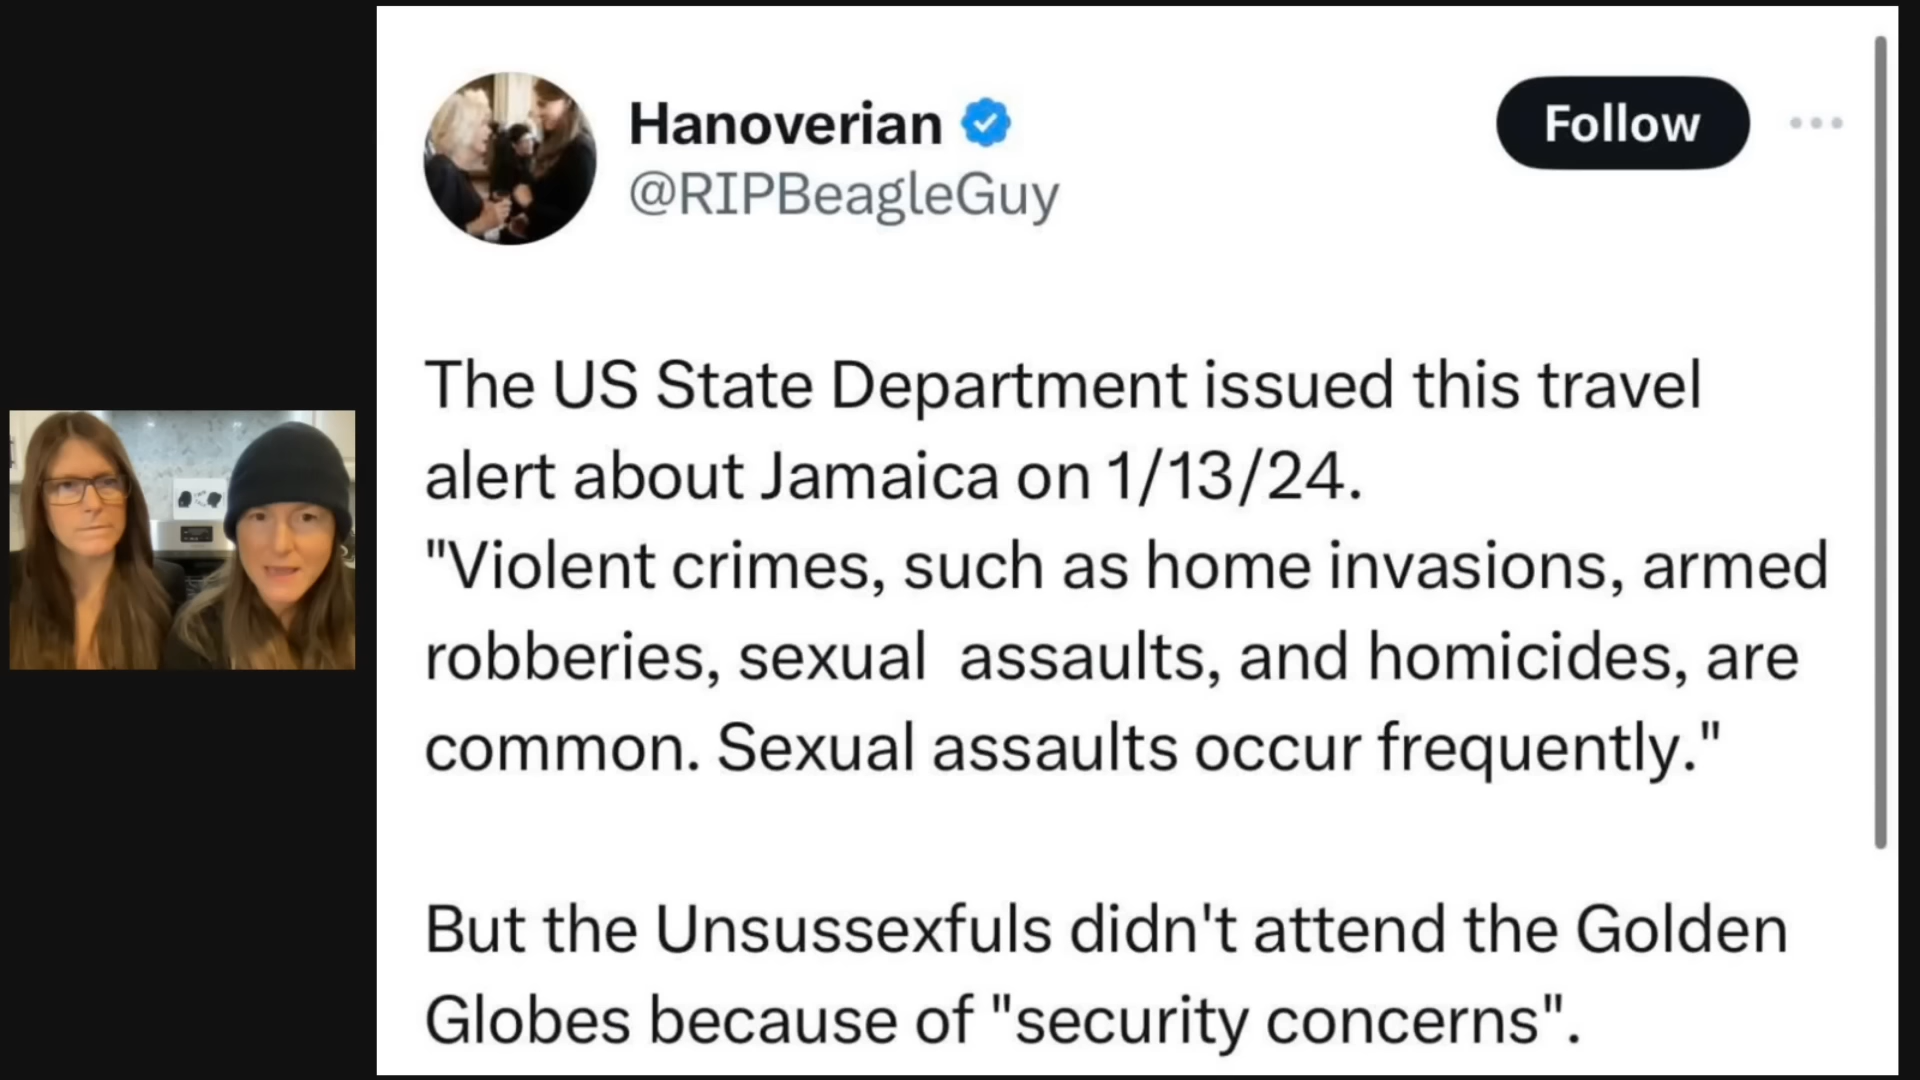 Hanoverian
@RIPBeagleGuy
Follow
The US State Department issued this travel
alert about Jamaica on 1/13/24.
"Violent crimes, such as home invasions, armed
robberies, sexual  assaults, and homicides, are
common. Sexual assaults occur frequently."
But the Unsussexfuls didn't attend the Golden
Globes because of "security concerns".